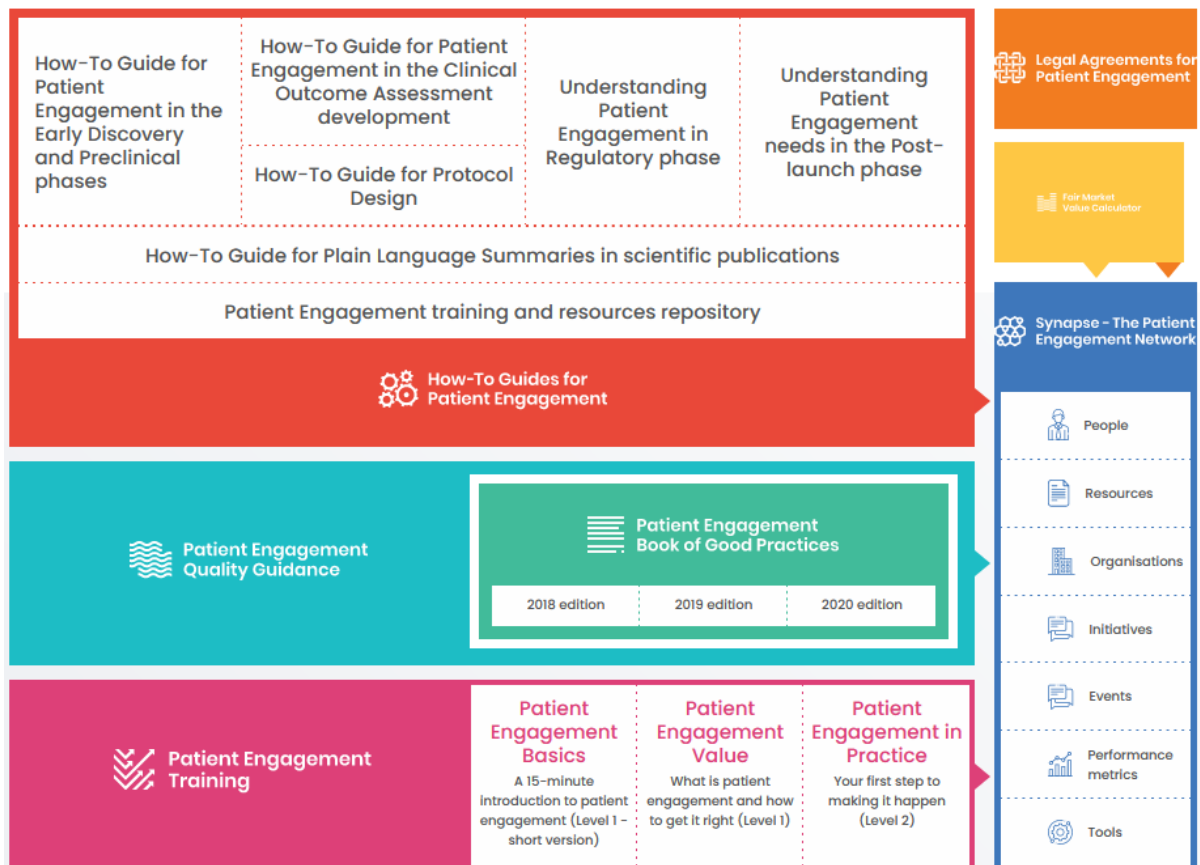 How-To Guide for
Patient
Engagement in the
Early Discovery
and Preclinical
phases
How-To Guide for Patient
Engagement in the Clinical
Outcome Assessment
development
How-To Guide for Protocol
Design
Understanding
Patient
Engagement in
Regulatory phase
Understanding
Patient
Engagement
needs in the Post-
launch phase
How-To Guide for Plain Language Summaries in scientific publications
Patient Engagement training and resources repository
How-To Guides for
Patient Engagement
Patient Engagement
Quality Guidance
Patient Engagement
Book of Good Practices
2018 edition
2019 edition
2020 edition
Patient Engagement
Training
Patient
Engagement
Basics
A 15-minute
introduction to patient
engagement (Level 1 -
short version)
Patient
Engagement
Value
What is patient
engagement and how
to get it right (Level 1)
Patient
Engagement in
Practice
Your first step to
making it happen
(Level 2)
Legal Agreements for
Patient Engagement
Fair Market
Value Calculator
Synapse - The Patient
Engagement Network
People
Resources
Organisations
Initiatives
Events
Performance
metrics
Tools